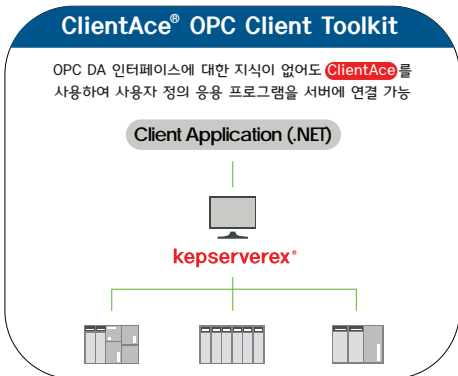 ClientAce® OPC Client Toolkit
OPC DA 인터페이스에 대한 지식이 없어도 ClientAce를
사용하여 사용자 정의 응용 프로그램을 서버에 연결 가능
Client Application (.NET)
kepserverex®